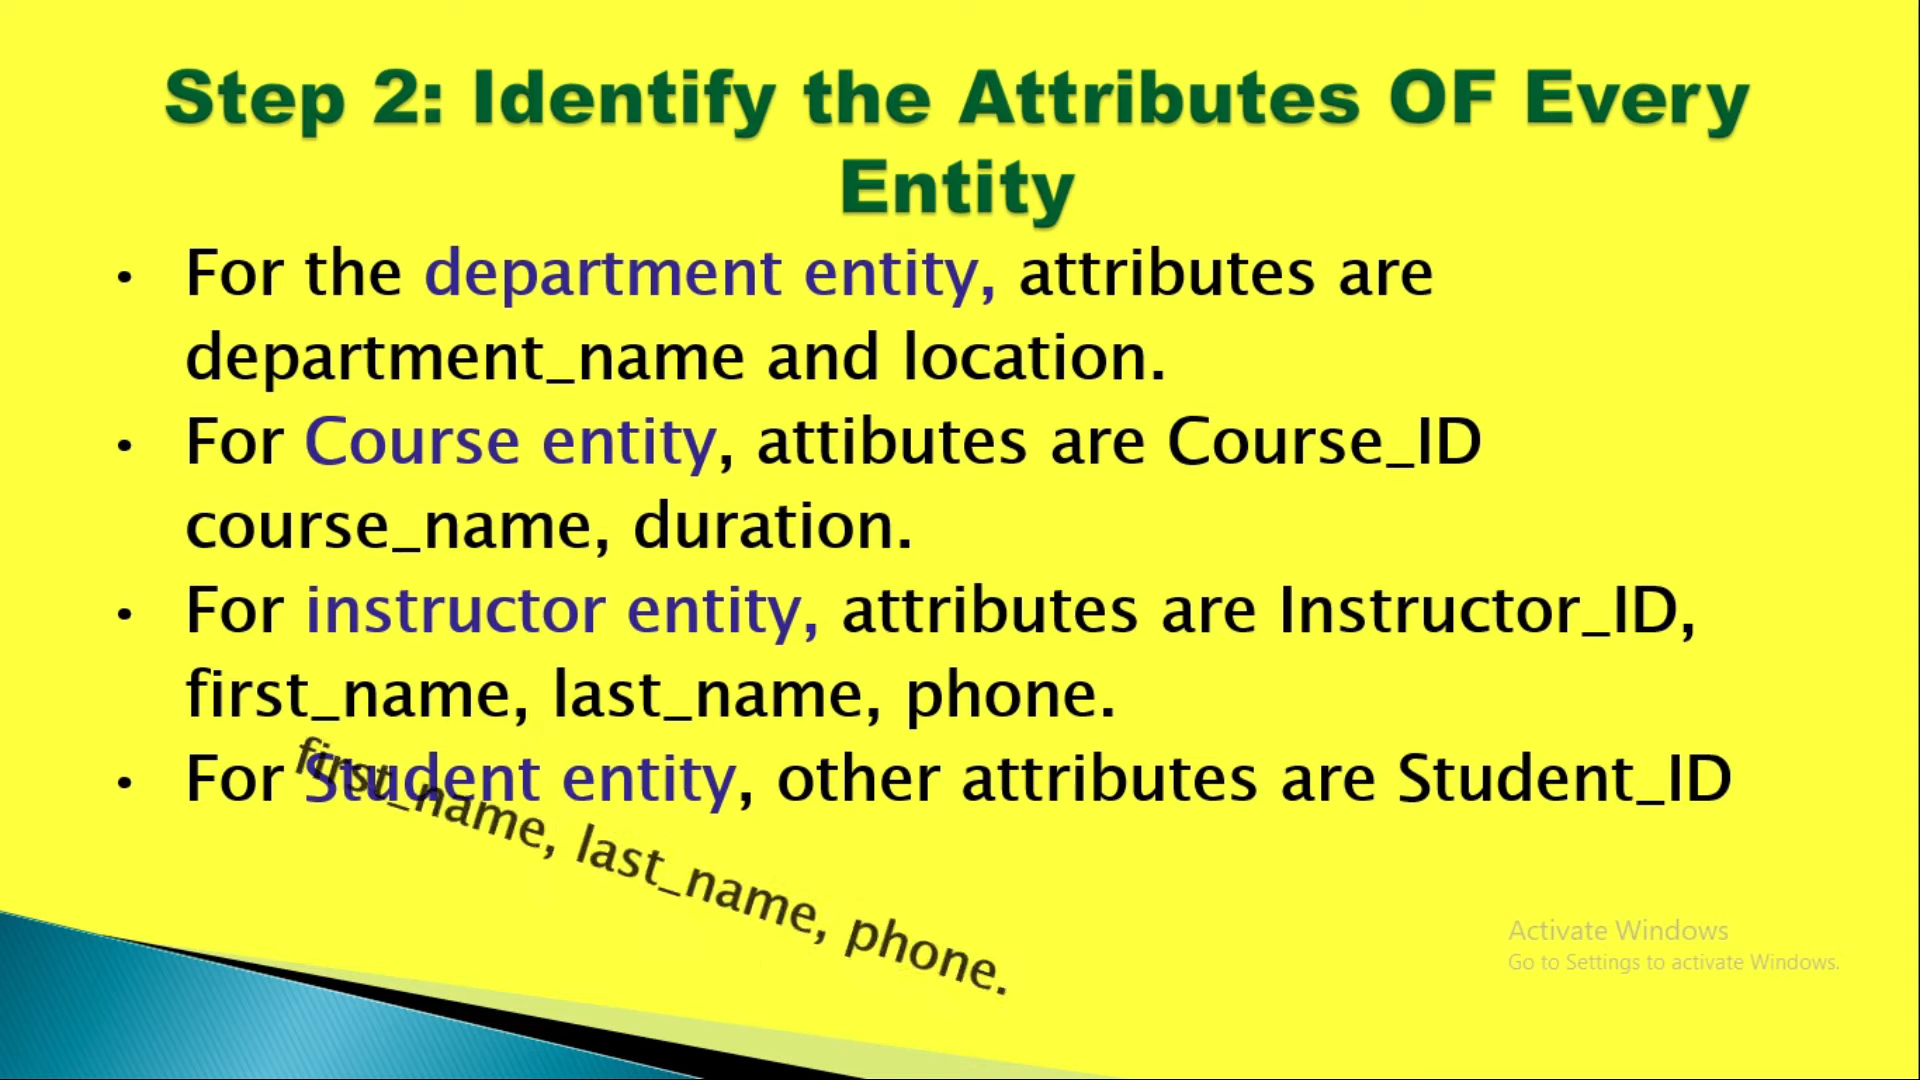 Step 2: Identify the Attributes OF Every
Entity
• For the department entity, attributes are
department_name and location.
• For Course entity, attibutes are Course_ID
course_name, duration.
• For instructor entity, attributes are Instructor_ID,
first_name, last_name, phone.
• For Student entity, other attributes are Student_ID
first_name, last_name, phone.
Activate Windows
Go to Settings to activate Windows.